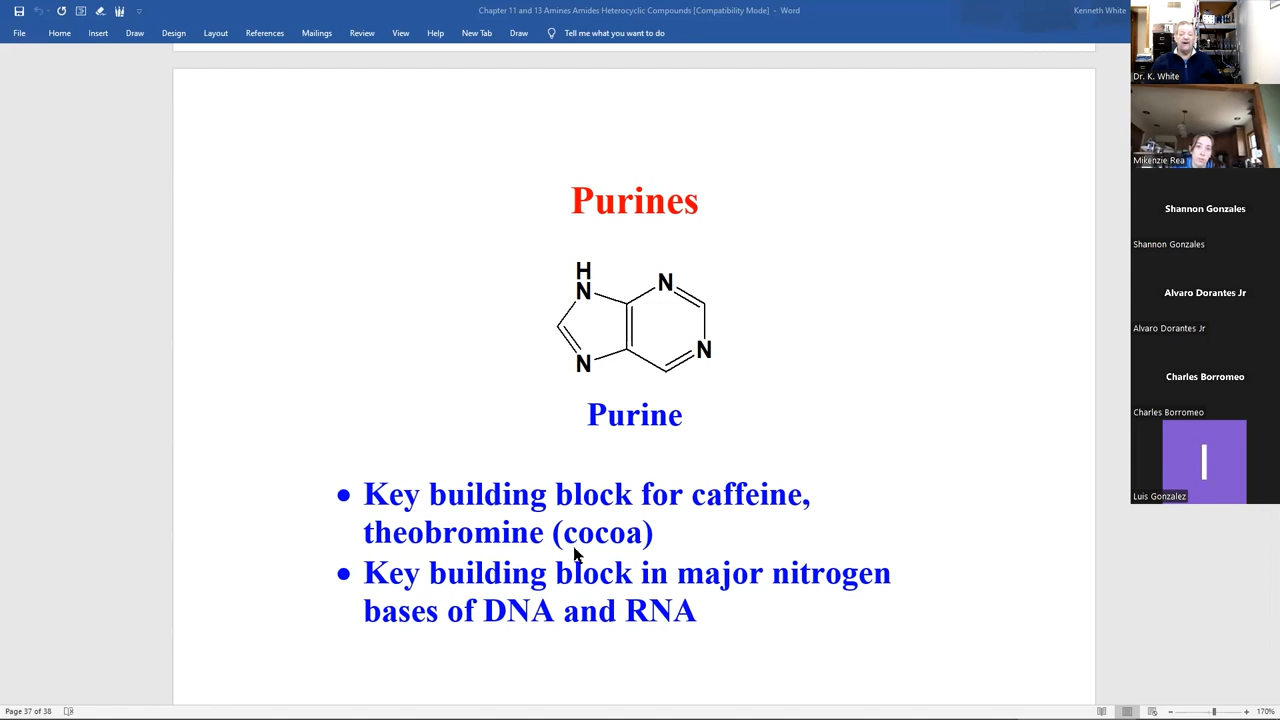 Chapter 11 and 13 Amines Amides Heterocyclic Compounds [Compatibility Mode] - Word
Kenneth White
File Home Insert Draw Design Layout References Mailings Review View Help New Tab Draw Tell me what you want to do
Purines
H
N
N
N
N
Purine
• Key building block for caffeine,
theobromine (cocoa)
• Key building block in major nitrogen
bases of DNA and RNA
Dr. K. White
Mikenzie Rea
Shannon Gonzales
Shannon Gonzales
Alvaro Dorantes Jr
Alvaro Dorantes Jr
Charles Borromeo
Charles Borromeo
I
Luis Gonzalez
Page 37 of 38
170%